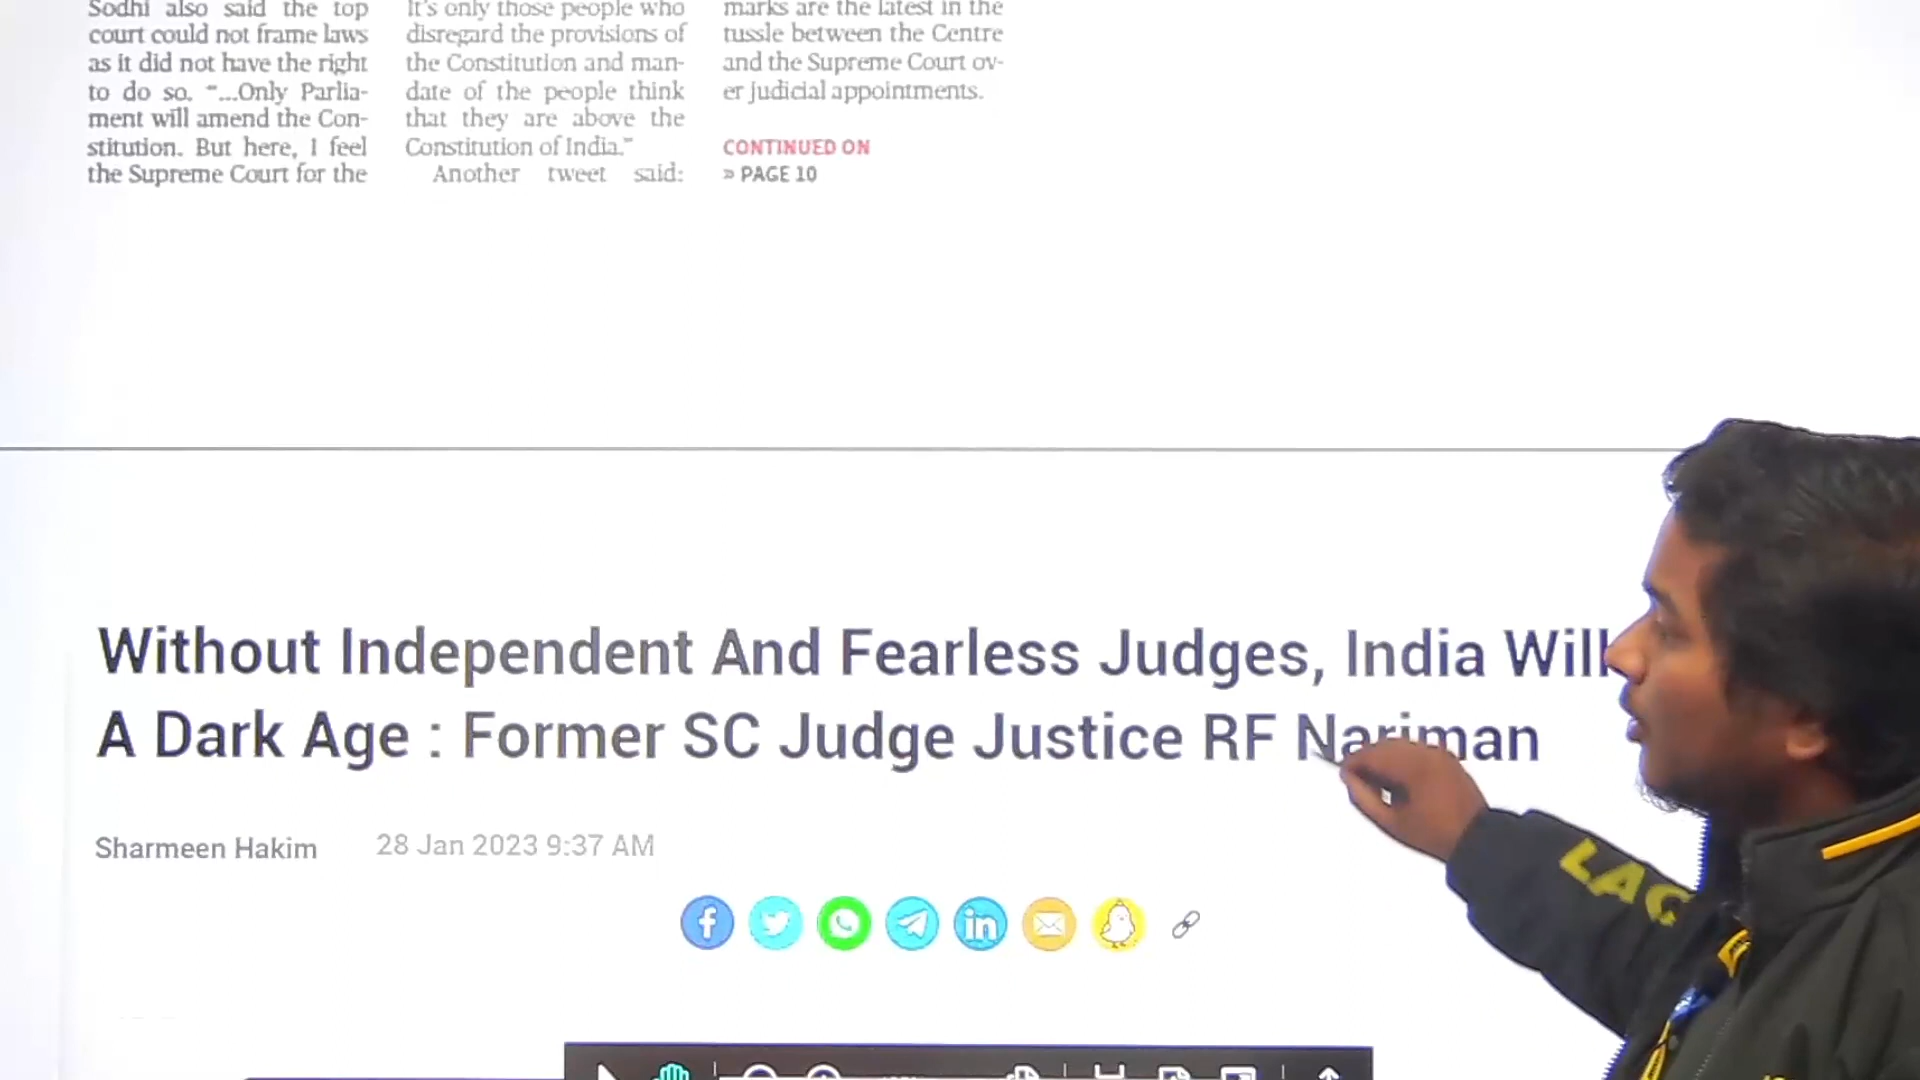 Sodhi also said the top
court could not frame laws
as it did not have the right
to do so. “...Only Parlia-
ment will amend the Con-
stitution. But here, I feel
the Supreme Court for the
It's only those people who
disregard the provisions of
the Constitution and man-
date of the people think
that they are above the
Constitution of India.”
Another tweet said:
marks are the latest in the
tussle between the Centre
and the Supreme Court ov-
er judicial appointments.
CONTINUED ON
» PAGE 10
Without Independent And Fearless Judges, India Will
A Dark Age : Former SC Judge Justice RF Nariman
Sharmeen Hakim 28 Jan 2023 9:37 AM
LAC